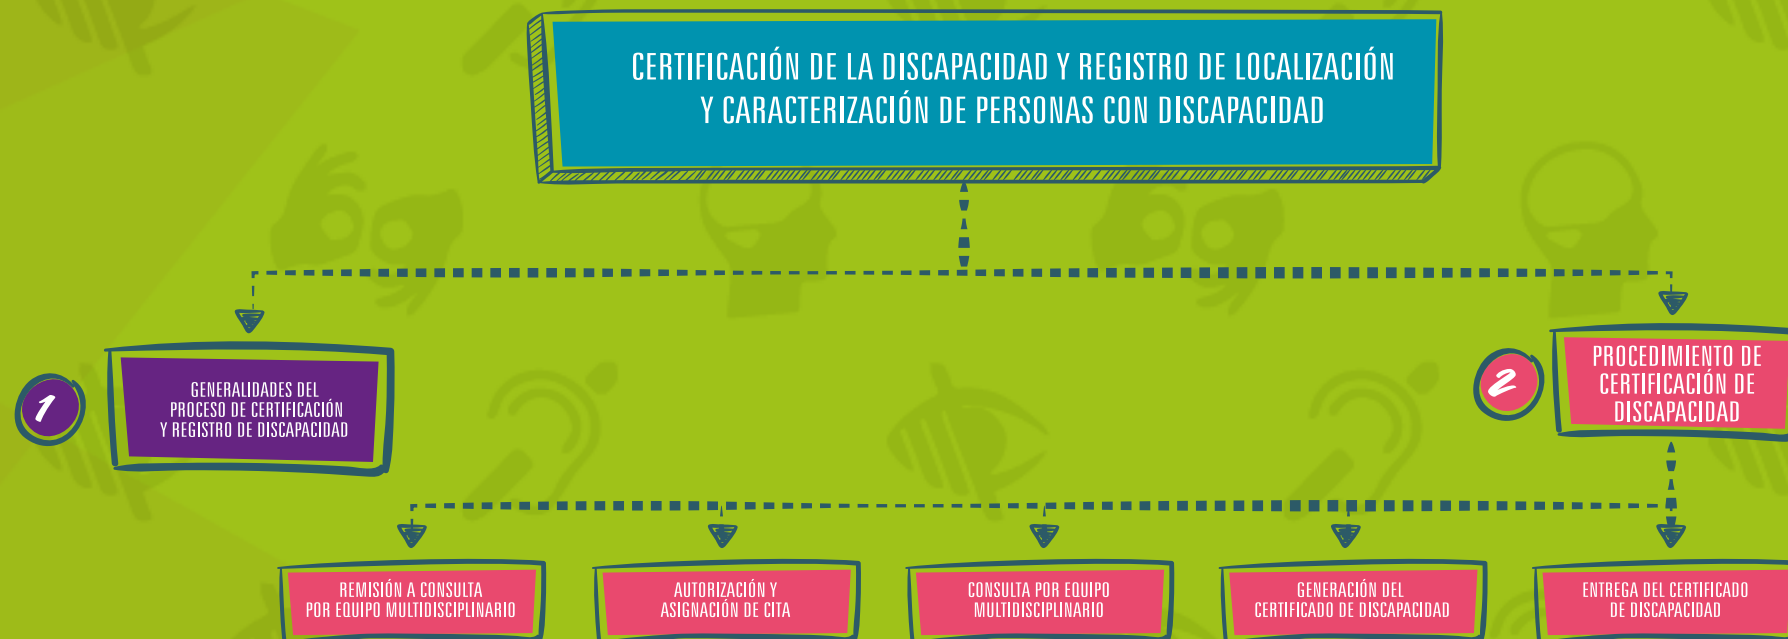 CERTIFICACIÓN DE LA DISCAPACIDAD Y REGISTRO DE LOCALIZACIÓN
Y CARACTERIZACIÓN DE PERSONAS CON DISCAPACIDAD
1
GENERALIDADES DEL
PROCESO DE CERTIFICACIÓN
Y REGISTRO DE DISCAPACIDAD
2
PROCEDIMIENTO DE
CERTIFICACIÓN DE
DISCAPACIDAD
REMISIÓN A CONSULTA
POR EQUIPO MULTIDISCIPLINARIO
AUTORIZACIÓN Y
ASIGNACIÓN DE CITA
CONSULTA POR EQUIPO
MULTIDISCIPLINARIO
GENERACIÓN DEL
CERTIFICADO DE DISCAPACIDAD
ENTREGA DEL CERTIFICADO
DE DISCAPACIDAD